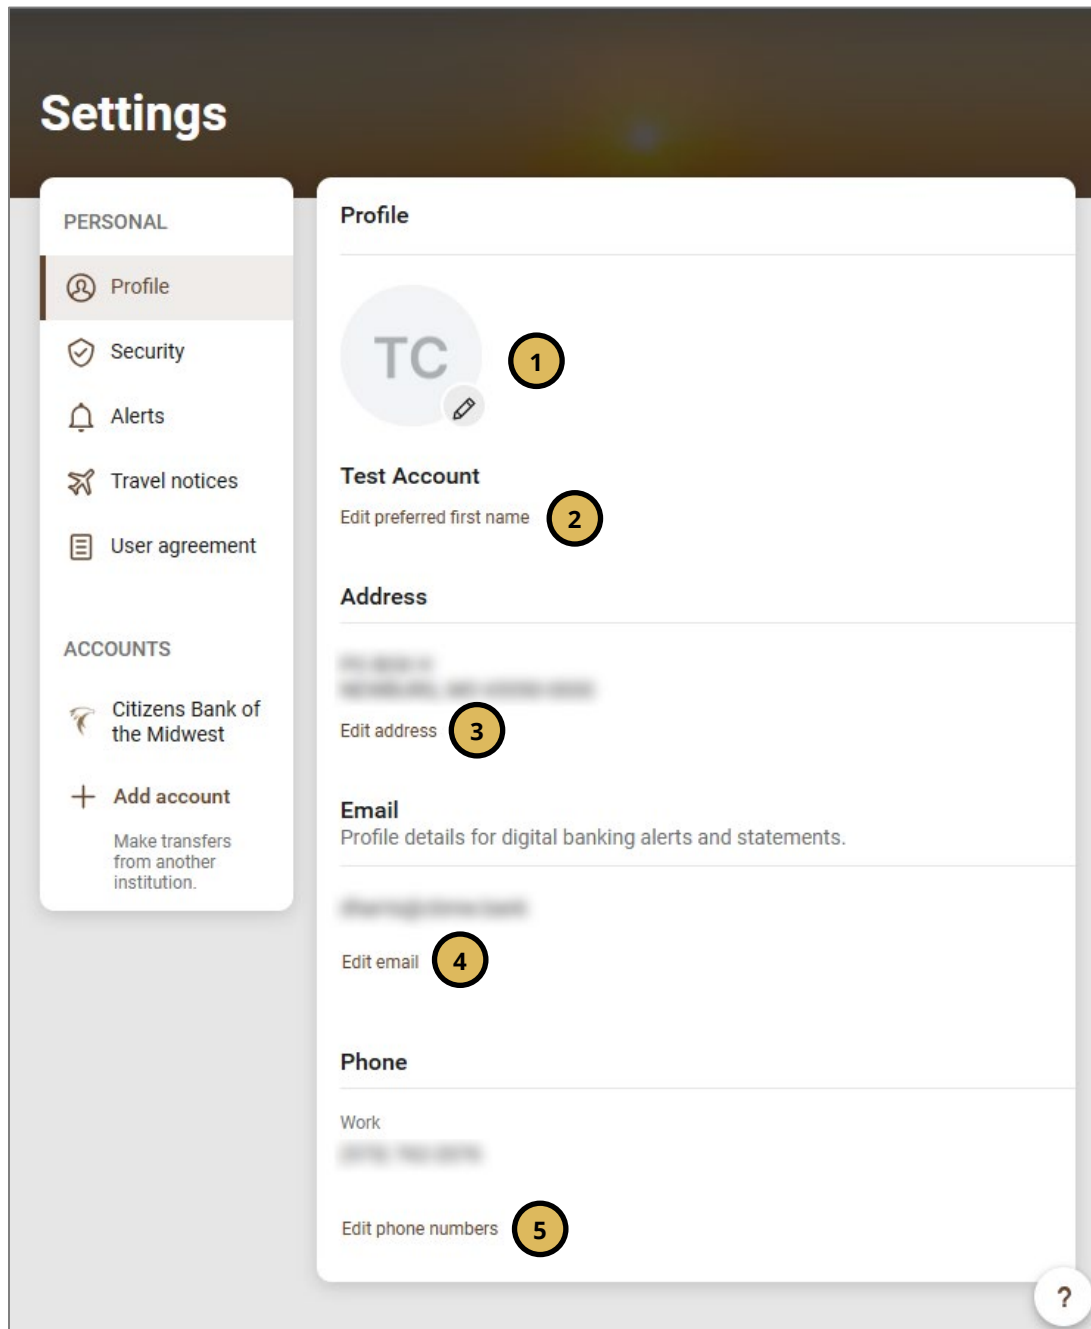 Settings
PERSONAL
Profile
Security
Alerts
Travel notices
User agreement
ACCOUNTS
Citizens Bank of
the Midwest
Add account
Make transfers
from another
institution.
Profile
TC
1
Test Account
Edit preferred first name
2
Address
Edit address
3
Email
Profile details for digital banking alerts and statements.
Edit email
4
Phone
Work
Edit phone numbers
5
?